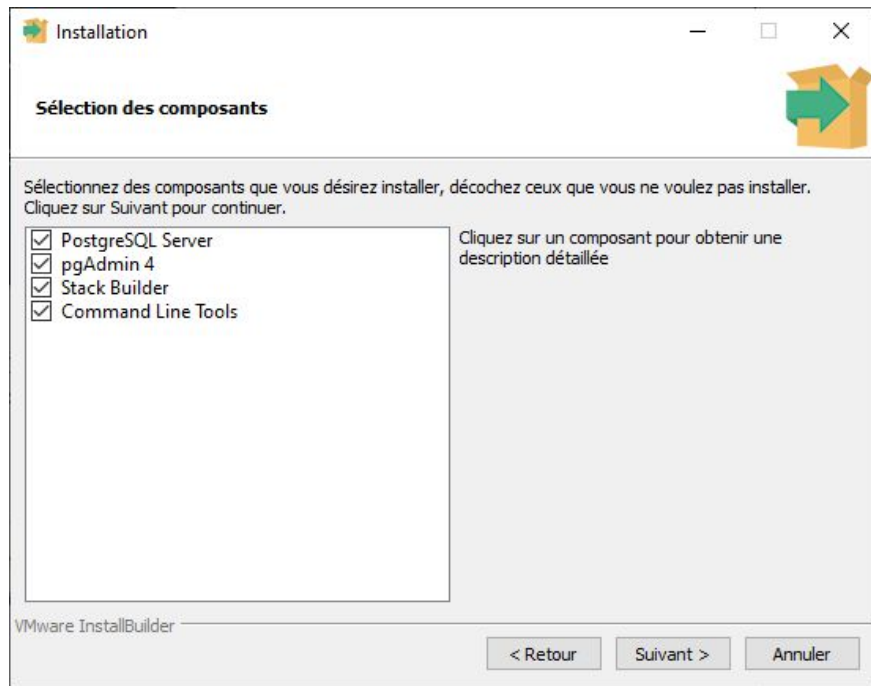 Installation
Sélection des composants
Sélectionnez des composants que vous désirez installer, décochez ceux que vous ne voulez pas installer.
Cliquez sur Suivant pour continuer.
PostgreSQL Server
pgAdmin 4
Stack Builder
Command Line Tools
Cliquez sur un composant pour obtenir une
description détaillée
VMware InstallBuilder
< Retour
Suivant >
Annuler